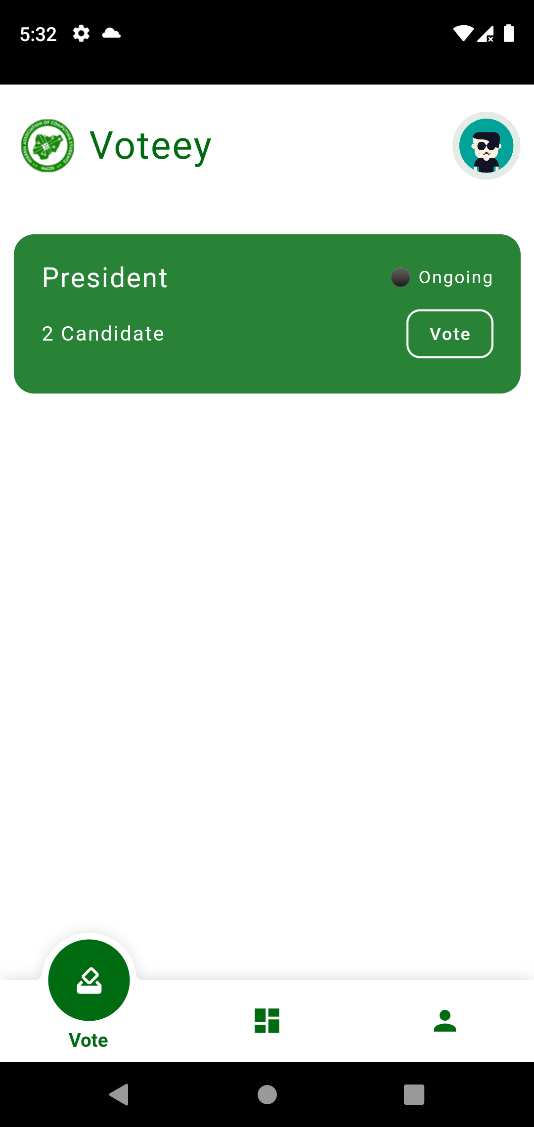 5:32
Voteey
President
Ongoing
2 Candidate
Vote
Vote